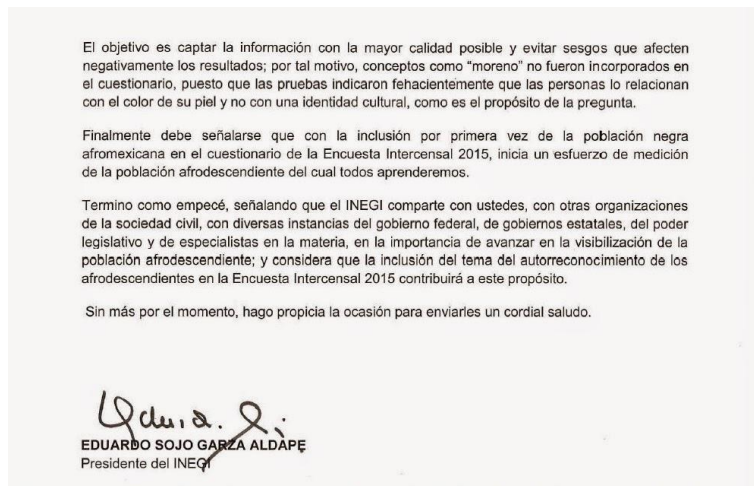 El objetivo es captar la información con la mayor calidad posible y evitar sesgos que afecten
negativamente los resultados; por tal motivo, conceptos como “moreno” no fueron incorporados en
el cuestionario, puesto que las pruebas indicaron fehacientemente que las personas lo relacionan
con el color de su piel y no con una identidad cultural, como es el propósito de la pregunta.
Finalmente debe señalarse que con la inclusión por primera vez de la población negra
afromexicana en el cuestionario de la Encuesta Intercensal 2015, inicia un esfuerzo de medición
de la población afrodescendiente del cual todos aprenderemos.
Termino como empecé, señalando que el INEGI comparte con ustedes, con otras organizaciones
de la sociedad civil, con diversas instancias del gobierno federal, de gobiernos estatales, del poder
legislativo y de especialistas en la materia, en la importancia de avanzar en la visibilización de la
población afrodescendiente; y considera que la inclusión del tema del autorreconocimiento de los
afrodescendientes en la Encuesta Intercensal 2015 contribuirá a este propósito.
Sin más por el momento, hago propicia la ocasión para enviarles un cordial saludo.
EDUARDO SOJO GARZA ALDAPE
Presidente del INEGI